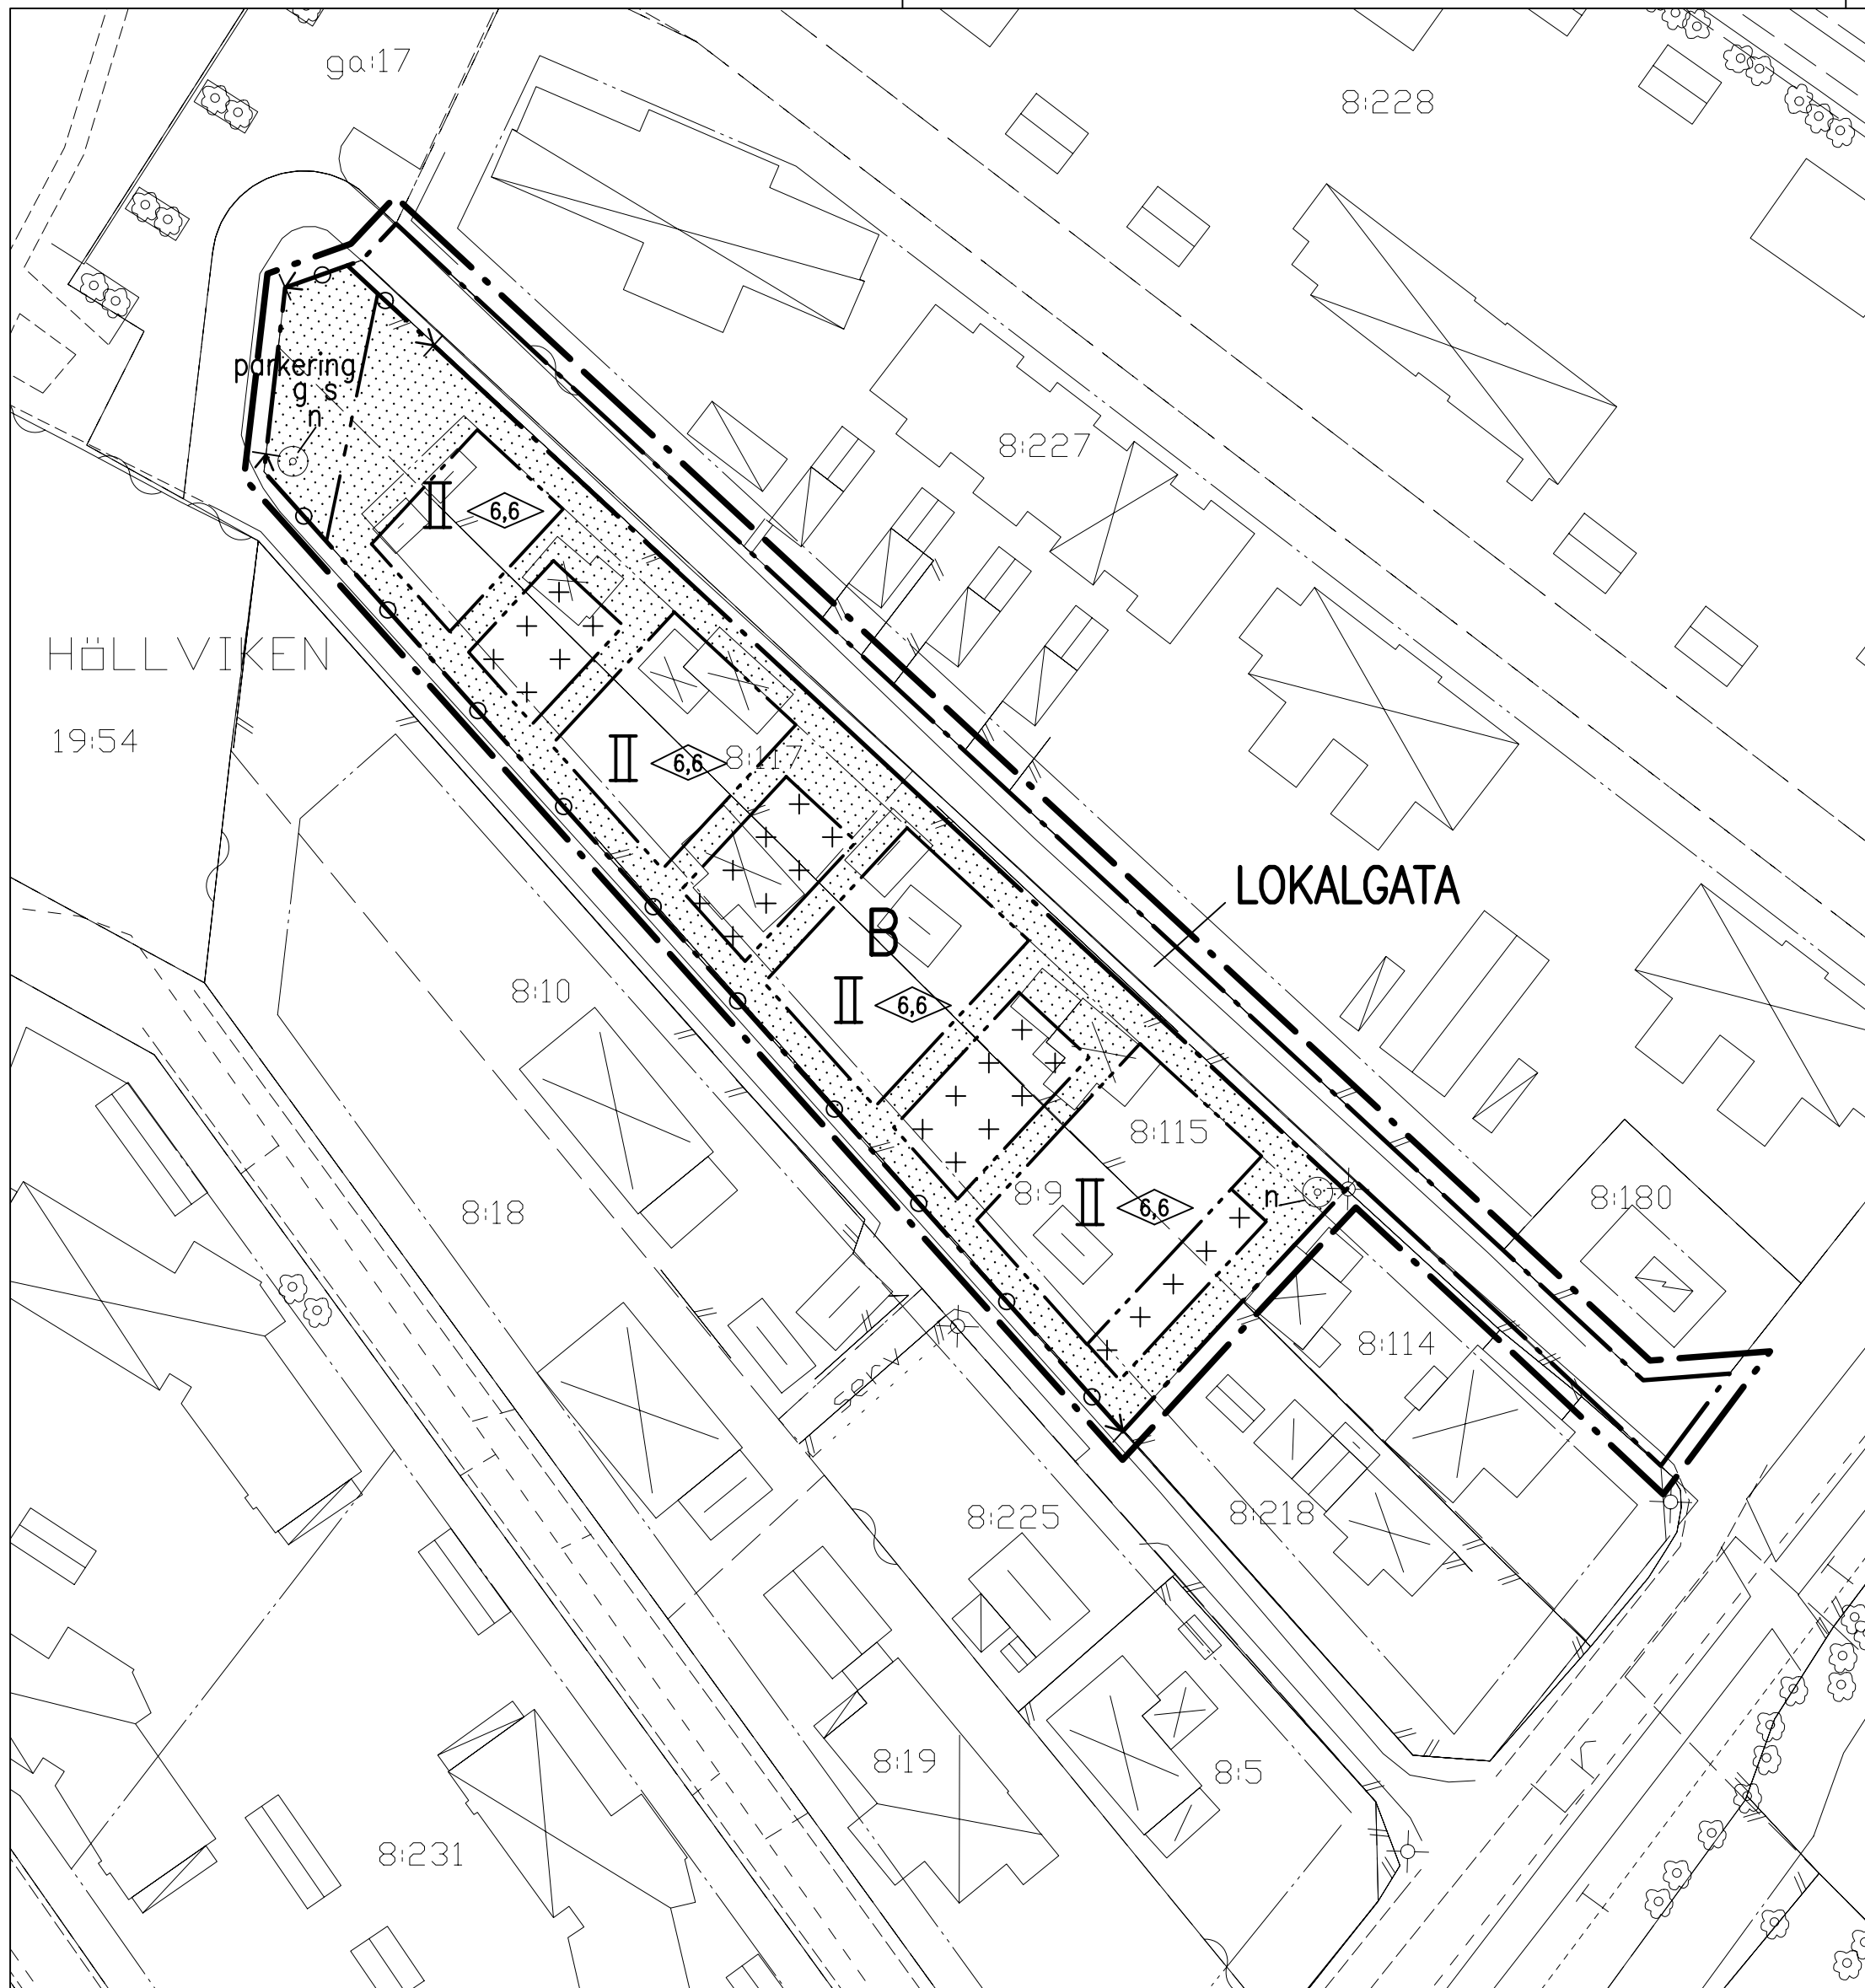 ga:17
8:228
parkering
g s
n
8:227
II 6,6
HöLLVIKEN
19:54
II 6,6 8:117
LOKALGATA
B
8:10
II 6,6
8:115
8:9 II 6,6
n
8:180
8:18
8:114
serv
8:225
8:218
8:19
8:5
8:231